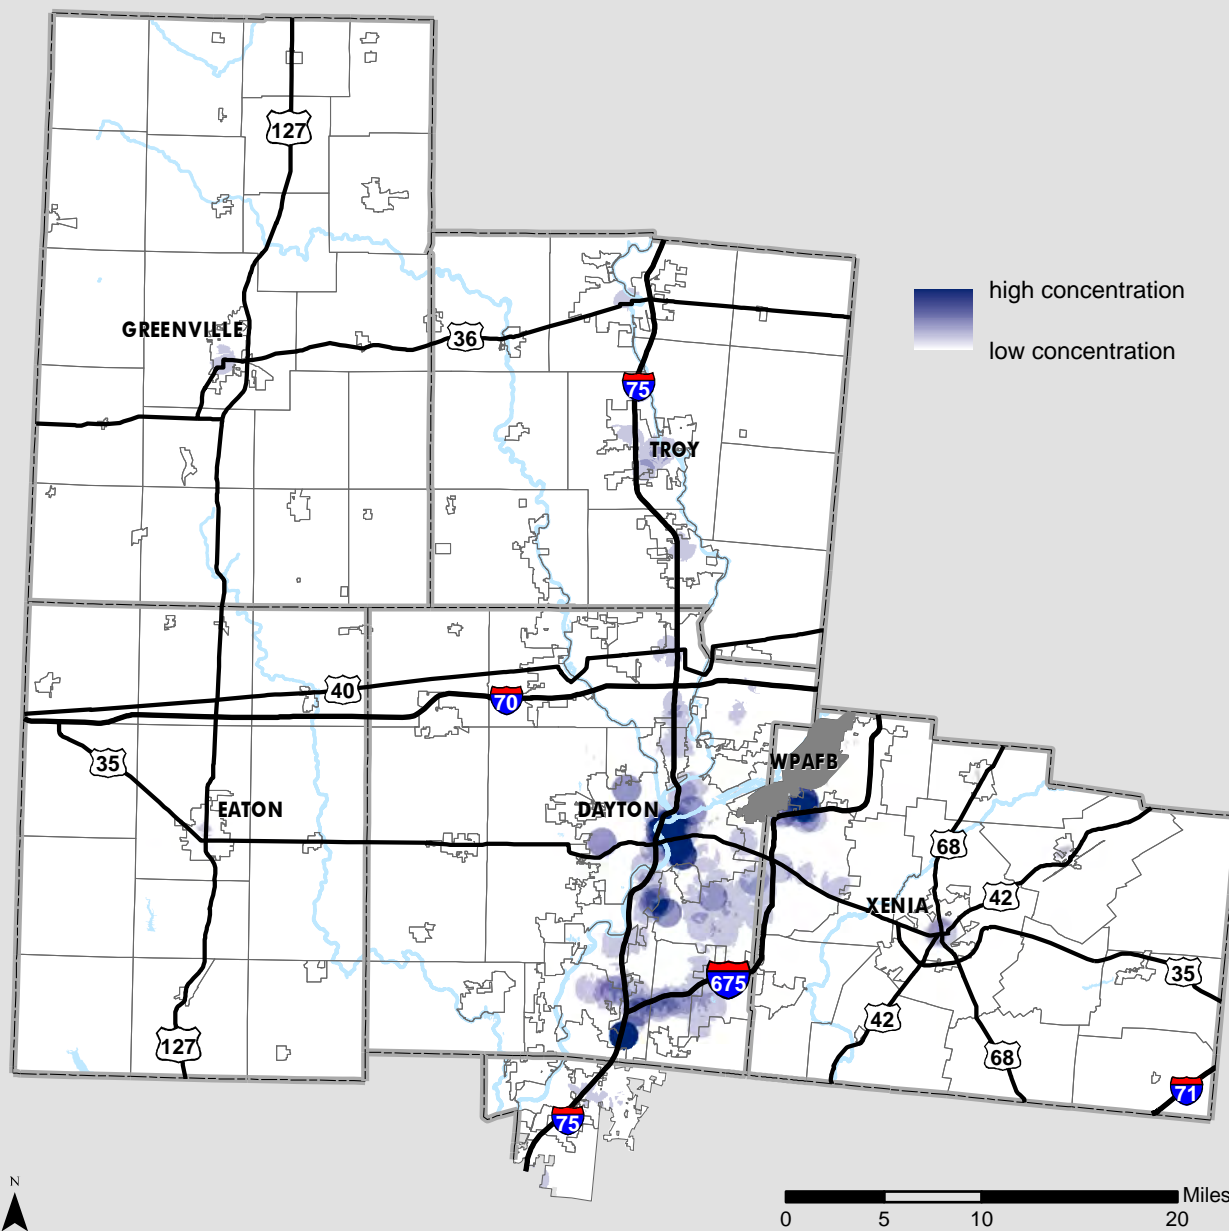 127
high concentration
GREENVILLE
36
low concentration
75
TROY
40
70
35
WPAFB
EATON
DAYTON
68
42
XENIA
675
35
42
127
68
71
75
N
Miles
0 5 10 20